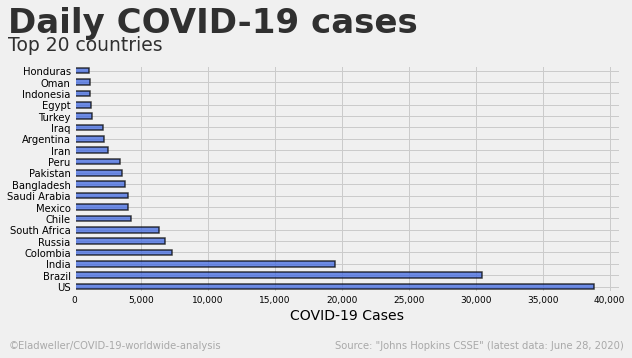 Daily COVID-19 cases
Top 20 countries
Honduras
Oman
Indonesia
Egypt
Turkey
Iraq
Argentina
Iran
Peru
Pakistan
Bangladesh
Saudi Arabia
Mexico
Chile
South Africa
Russia
Colombia
India
Brazil
US
0 5,000 10,000 15,000 20,000 25,000 30,000 35,000 40,000
COVID-19 Cases
©Eladweller/COVID-19-worldwide-analysis Source: "Johns Hopkins CSSE" (latest data: June 28, 2020)